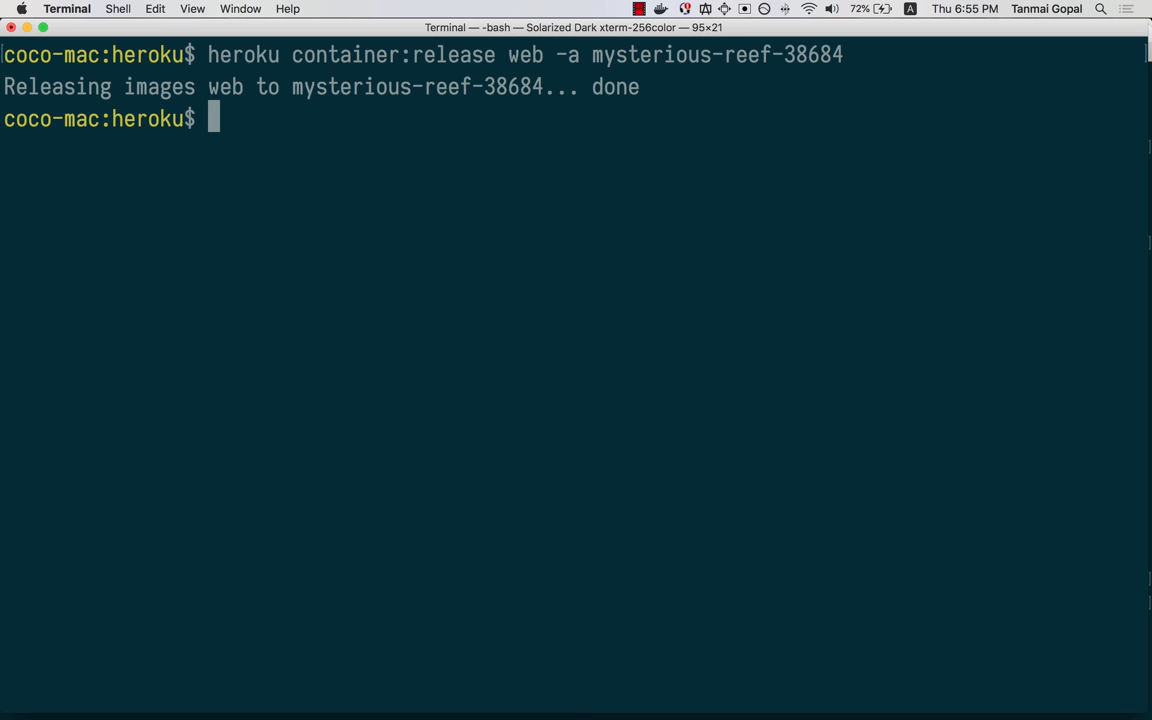 Terminal Shell Edit View Window Help 72% A Thu 6:55 PM Tanmai Gopal
Terminal — -bash — Solarized Dark xterm-256color — 95×21
coco-mac:heroku$ heroku container:release web -a mysterious-reef-38684
Releasing images web to mysterious-reef-38684... done
coco-mac:heroku$